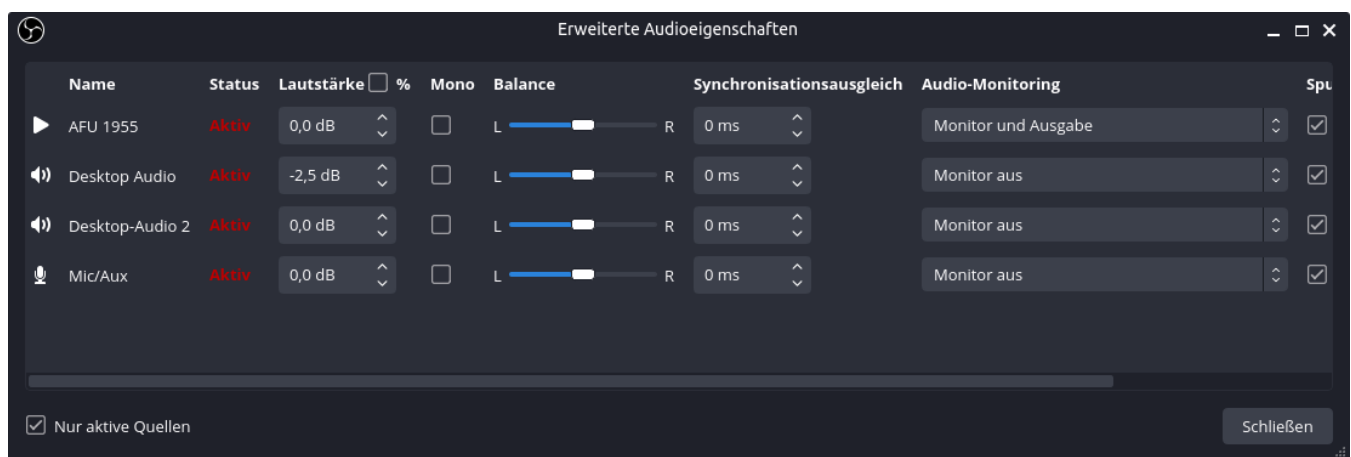 Erweiterte Audioeigenschaften
Name Status Lautstärke % Mono Balance Synchronisationsausgleich Audio-Monitoring Spu
AFU 1955 Aktiv 0,0 dB L R 0 ms Monitor und Ausgabe
Desktop Audio Aktiv -2,5 dB L R 0 ms Monitor aus
Desktop-Audio 2 Aktiv 0,0 dB L R 0 ms Monitor aus
Mic/Aux Aktiv 0,0 dB L R 0 ms Monitor aus
Nur aktive Quellen Schließen